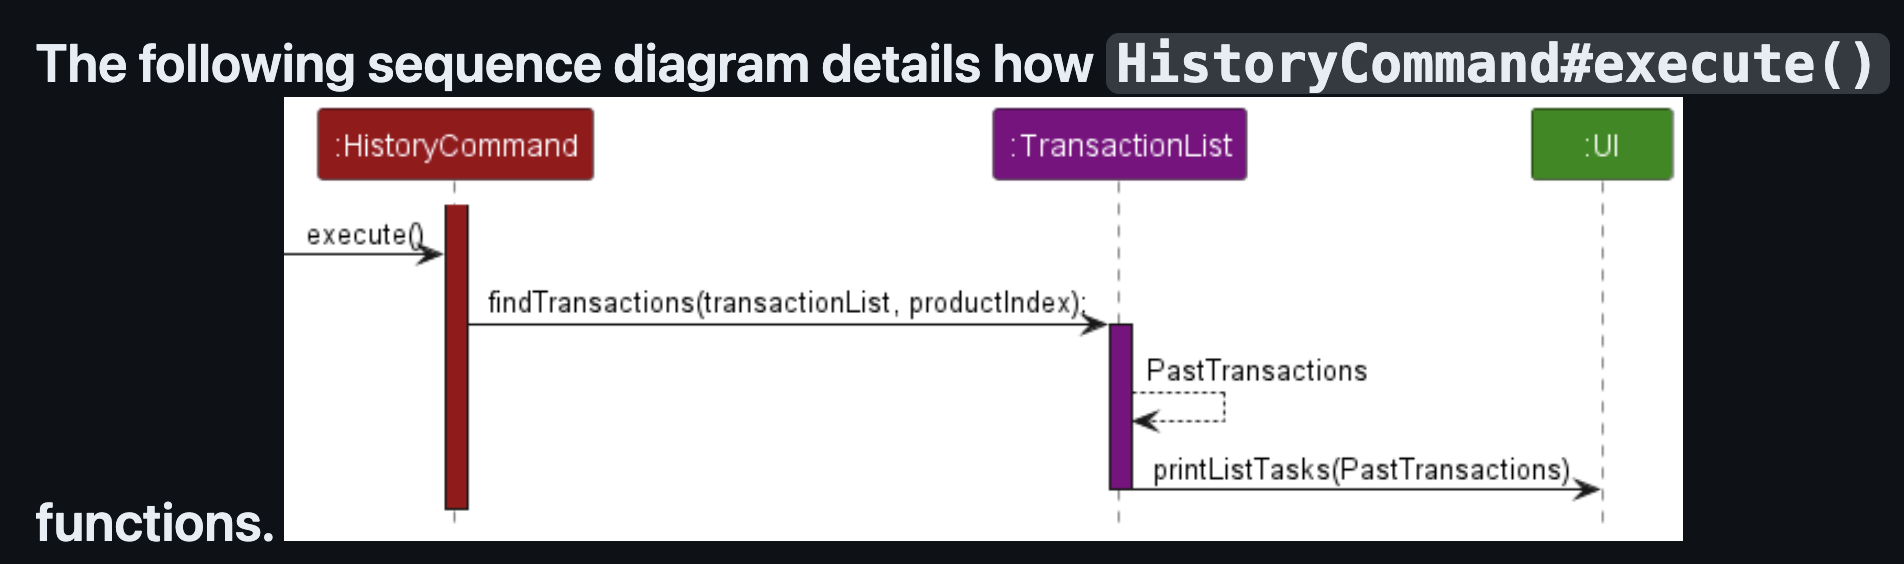 The following sequence diagram details how HistoryCommand#execute()
:HistoryCommand
:TransactionList
:UI
execute()
findTransactions(transactionList, productIndex);
PastTransactions
printListTasks(PastTransactions)
functions.